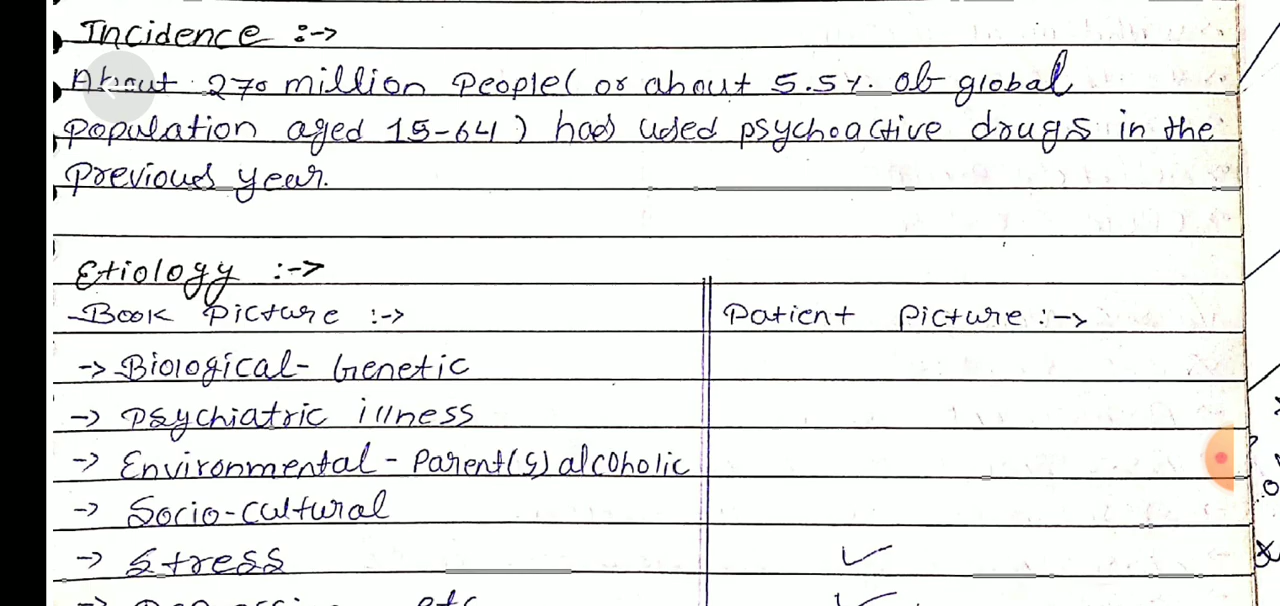 Incidence :->
About 270 million people (or about 5.5% of global
population aged 15-64) had used psychoactive drugs in the
previous year.
Etiology :->
Book Picture :-> Patient Picture :->
-> Biological- Genetic
-> Psychiatric illness
-> Environmental - Parent(s) alcoholic
-> Socio-cultural
-> Stress ✓
-> etc ✓